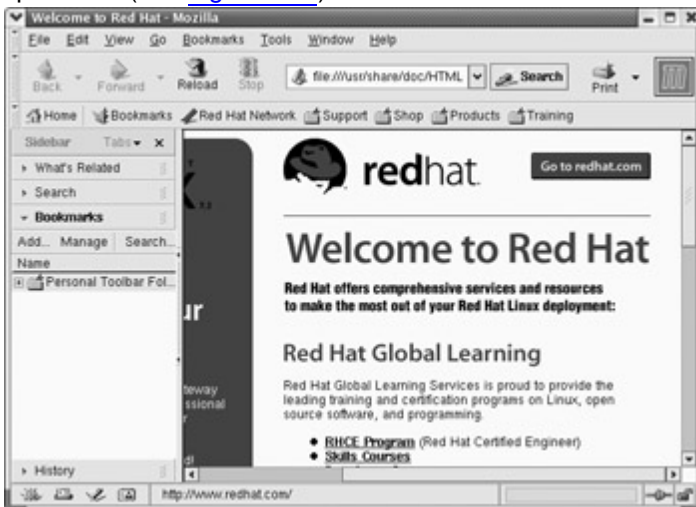 Welcome to Red Hat - Mozilla
File Edit View Go Bookmarks Tools Window Help
Back Forward Reload Stop file:///usr/share/doc/HTML Search Print
Home Bookmarks Red Hat Network Support Shop Products Training
Sidebar Tabs
What's Related
Search
Bookmarks
Add... Manage Search...
Name
Personal Toolbar Fol...
History
redhat
Go to redhat.com
Welcome to Red Hat
Red Hat offers comprehensive services and resources
to make the most out of your Red Hat Linux deployment:
Red Hat Global Learning
Red Hat Global Learning Services is proud to provide the
leading training and certification programs on Linux, open
source software, and programming.
RHCE Program (Red Hat Certified Engineer)
Skills Courses
http://www.redhat.com/